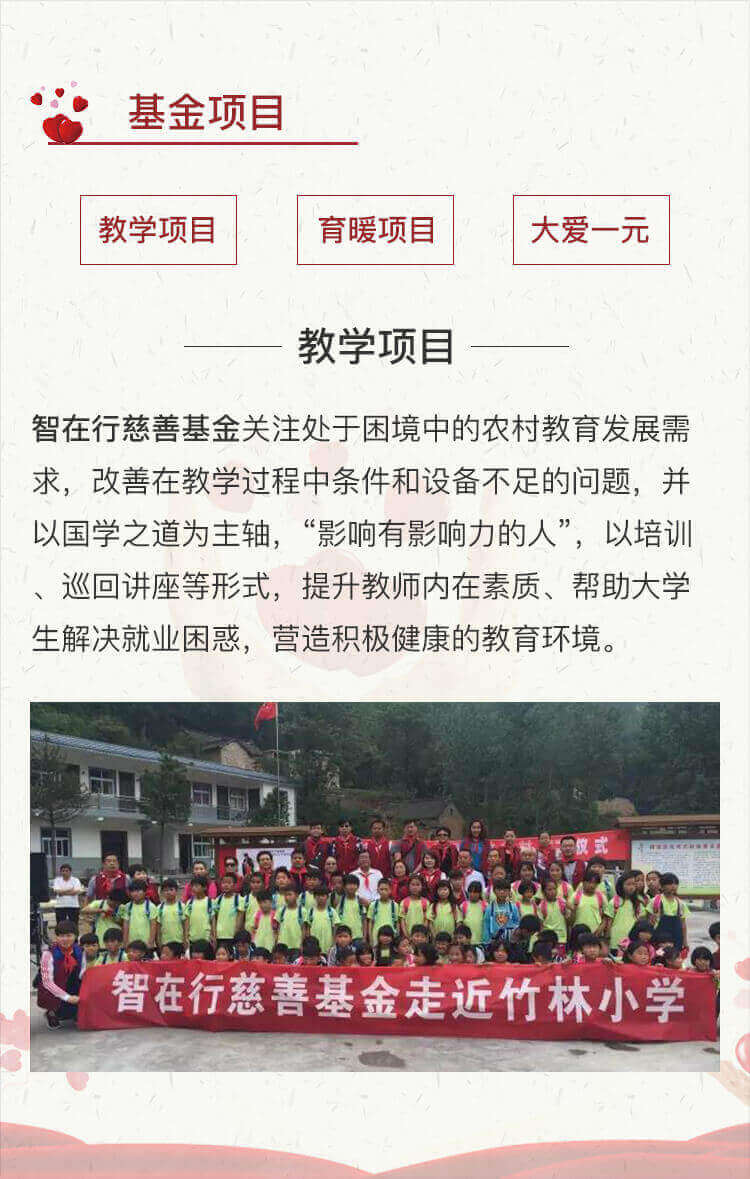 基金项目
教学项目 育暖项目 大爱一元
教学项目
智在行慈善基金关注处于困境中的农村教育发展需
求，改善在教学过程中条件和设备不足的问题，并
以国学之道为主轴，“影响有影响力的人”，以培训
、巡回讲座等形式，提升教师内在素质、帮助大学
生解决就业困惑，营造积极健康的教育环境。
仪式
智在行慈善基金走近竹林小学